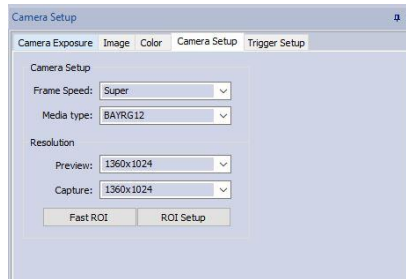 Camera Setup
Camera Exposure Image Color Camera Setup Trigger Setup
Camera Setup
Frame Speed: Super
Media type: BAYRG12
Resolution
Preview: 1360x1024
Capture: 1360x1024
Fast ROI ROI Setup